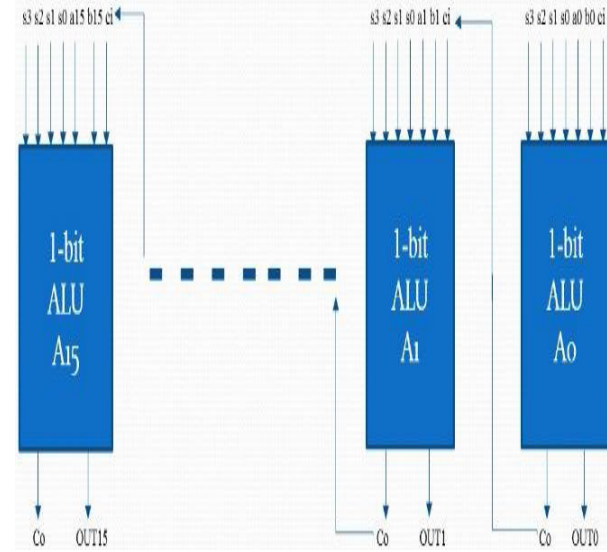 s3 s2 s1 s0 a15 b15 ci
s3 s2 s1 s0 a1 b1 ci
s3 s2 s1 s0 a0 b0 ci
1-bit
ALU
A15
1-bit
ALU
A1
1-bit
ALU
A0
Co OUT15
Co OUT1
Co OUT0